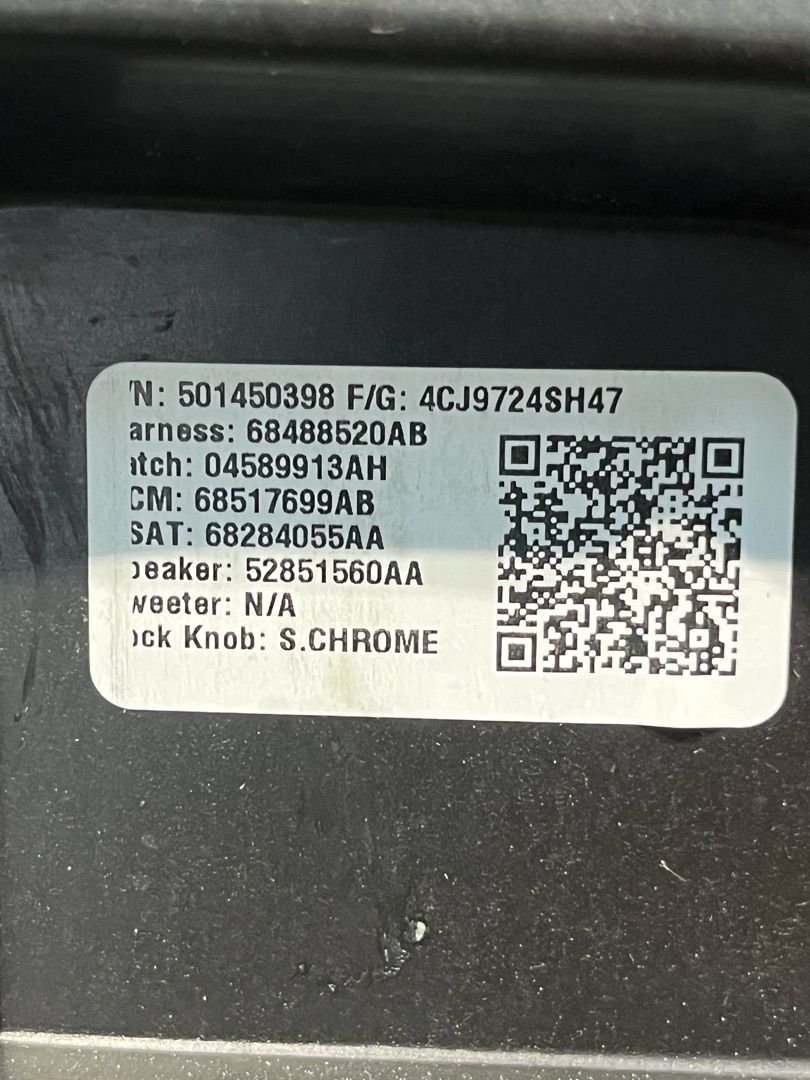 'N: 501450398 F/G: 4CJ9724SH47
arness: 68488520AB
atch: 04589913AH
CM: 68517699AB
SAT: 68284055AA
peaker: 52851560AA
weeter: N/A
ock Knob: S.CHROME